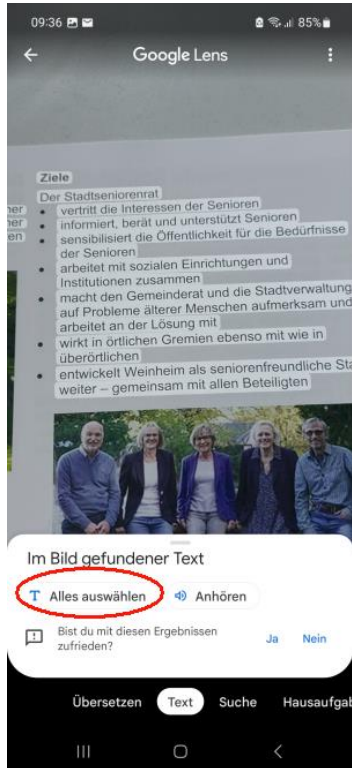 09:36 85%
Google Lens
Ziele
Der Stadtseniorenrat
ner • vertritt die Interessen der Senioren
ner • informiert, berät und unterstützt Senioren
en • sensibilisiert die Öffentlichkeit für die Bedürfnisse
der Senioren
• arbeitet mit sozialen Einrichtungen und
Institutionen zusammen
• macht den Gemeinderat und die Stadtverwaltung
auf Probleme älterer Menschen aufmerksam und
arbeitet an der Lösung mit
• wirkt in örtlichen Gremien ebenso mit wie in
überörtlichen
• entwickelt Weinheim als seniorenfreundliche Sta
weiter – gemeinsam mit allen Beteiligten
Im Bild gefundener Text
T Alles auswählen Anhören
Bist du mit diesen Ergebnissen
zufrieden? Ja Nein
Übersetzen Text Suche Hausaufgab